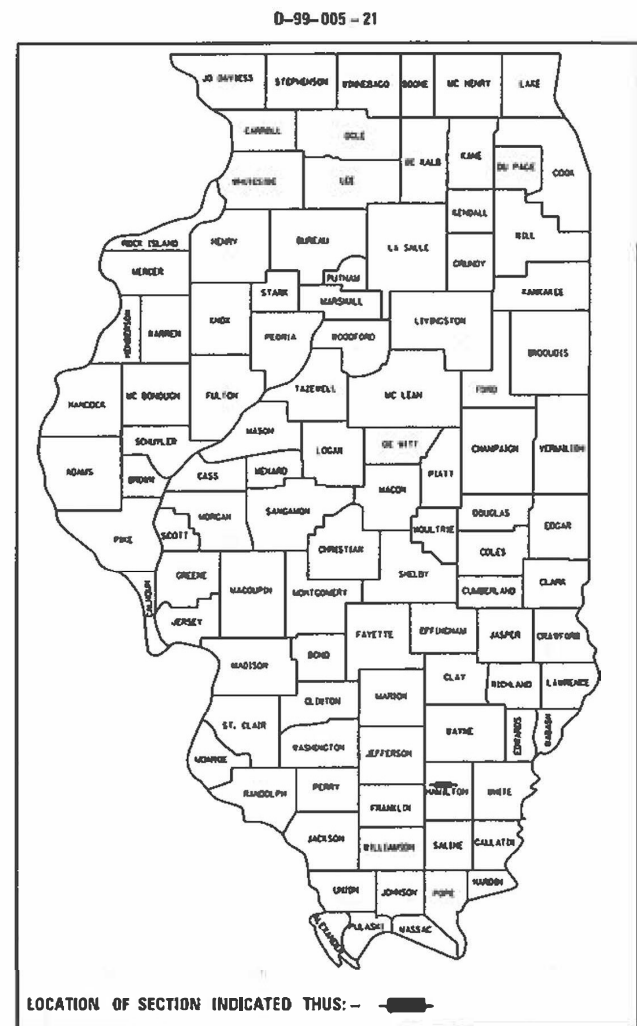 D-99-005-21
JO DAVIESS STEPHENSON WINNEBAGO BOONE MC HENRY LAKE
CARROLL OGLE DE KALB KANE DU PAGE COOK
WHITESIDE LEE
KENDALL
ROCK ISLAND HENRY BUREAU LA SALLE WILL
MERCER PUTNAM GRUNDY
STARK MARSHALL KANKAKEE
HENDERSON WARREN KNOX PEORIA WOODFORD LIVINGSTON
IROQUOIS
HANCOCK MC DONOUGH FULTON TAZEWELL MC LEAN FORD
MASON
SCHUYLER LOGAN DE WITT CHAMPAIGN VERMILION
ADAMS BROWN CASS MENARD PIATT
MACON
MORGAN SANGAMON DOUGLAS
PIKE SCOTT CHRISTIAN MOULTRIE EDGAR
COLES
GREENE MACOUPIN MONTGOMERY SHELBY CLARK
CALHOUN CUMBERLAND
JERSEY FAYETTE EFFINGHAM JASPER CRAWFORD
MADISON BOND
CLAY RICHLAND LAWRENCE
CLINTON MARION
ST. CLAIR WAYNE EDWARDS WABASH
WASHINGTON JEFFERSON
MONROE
RANDOLPH PERRY HAMILTON WHITE
FRANKLIN
JACKSON WILLIAMSON SALINE GALLATIN
UNION JOHNSON POPE HARDIN
ALEXANDER PULASKI MASSAC
LOCATION OF SECTION INDICATED THUS:-